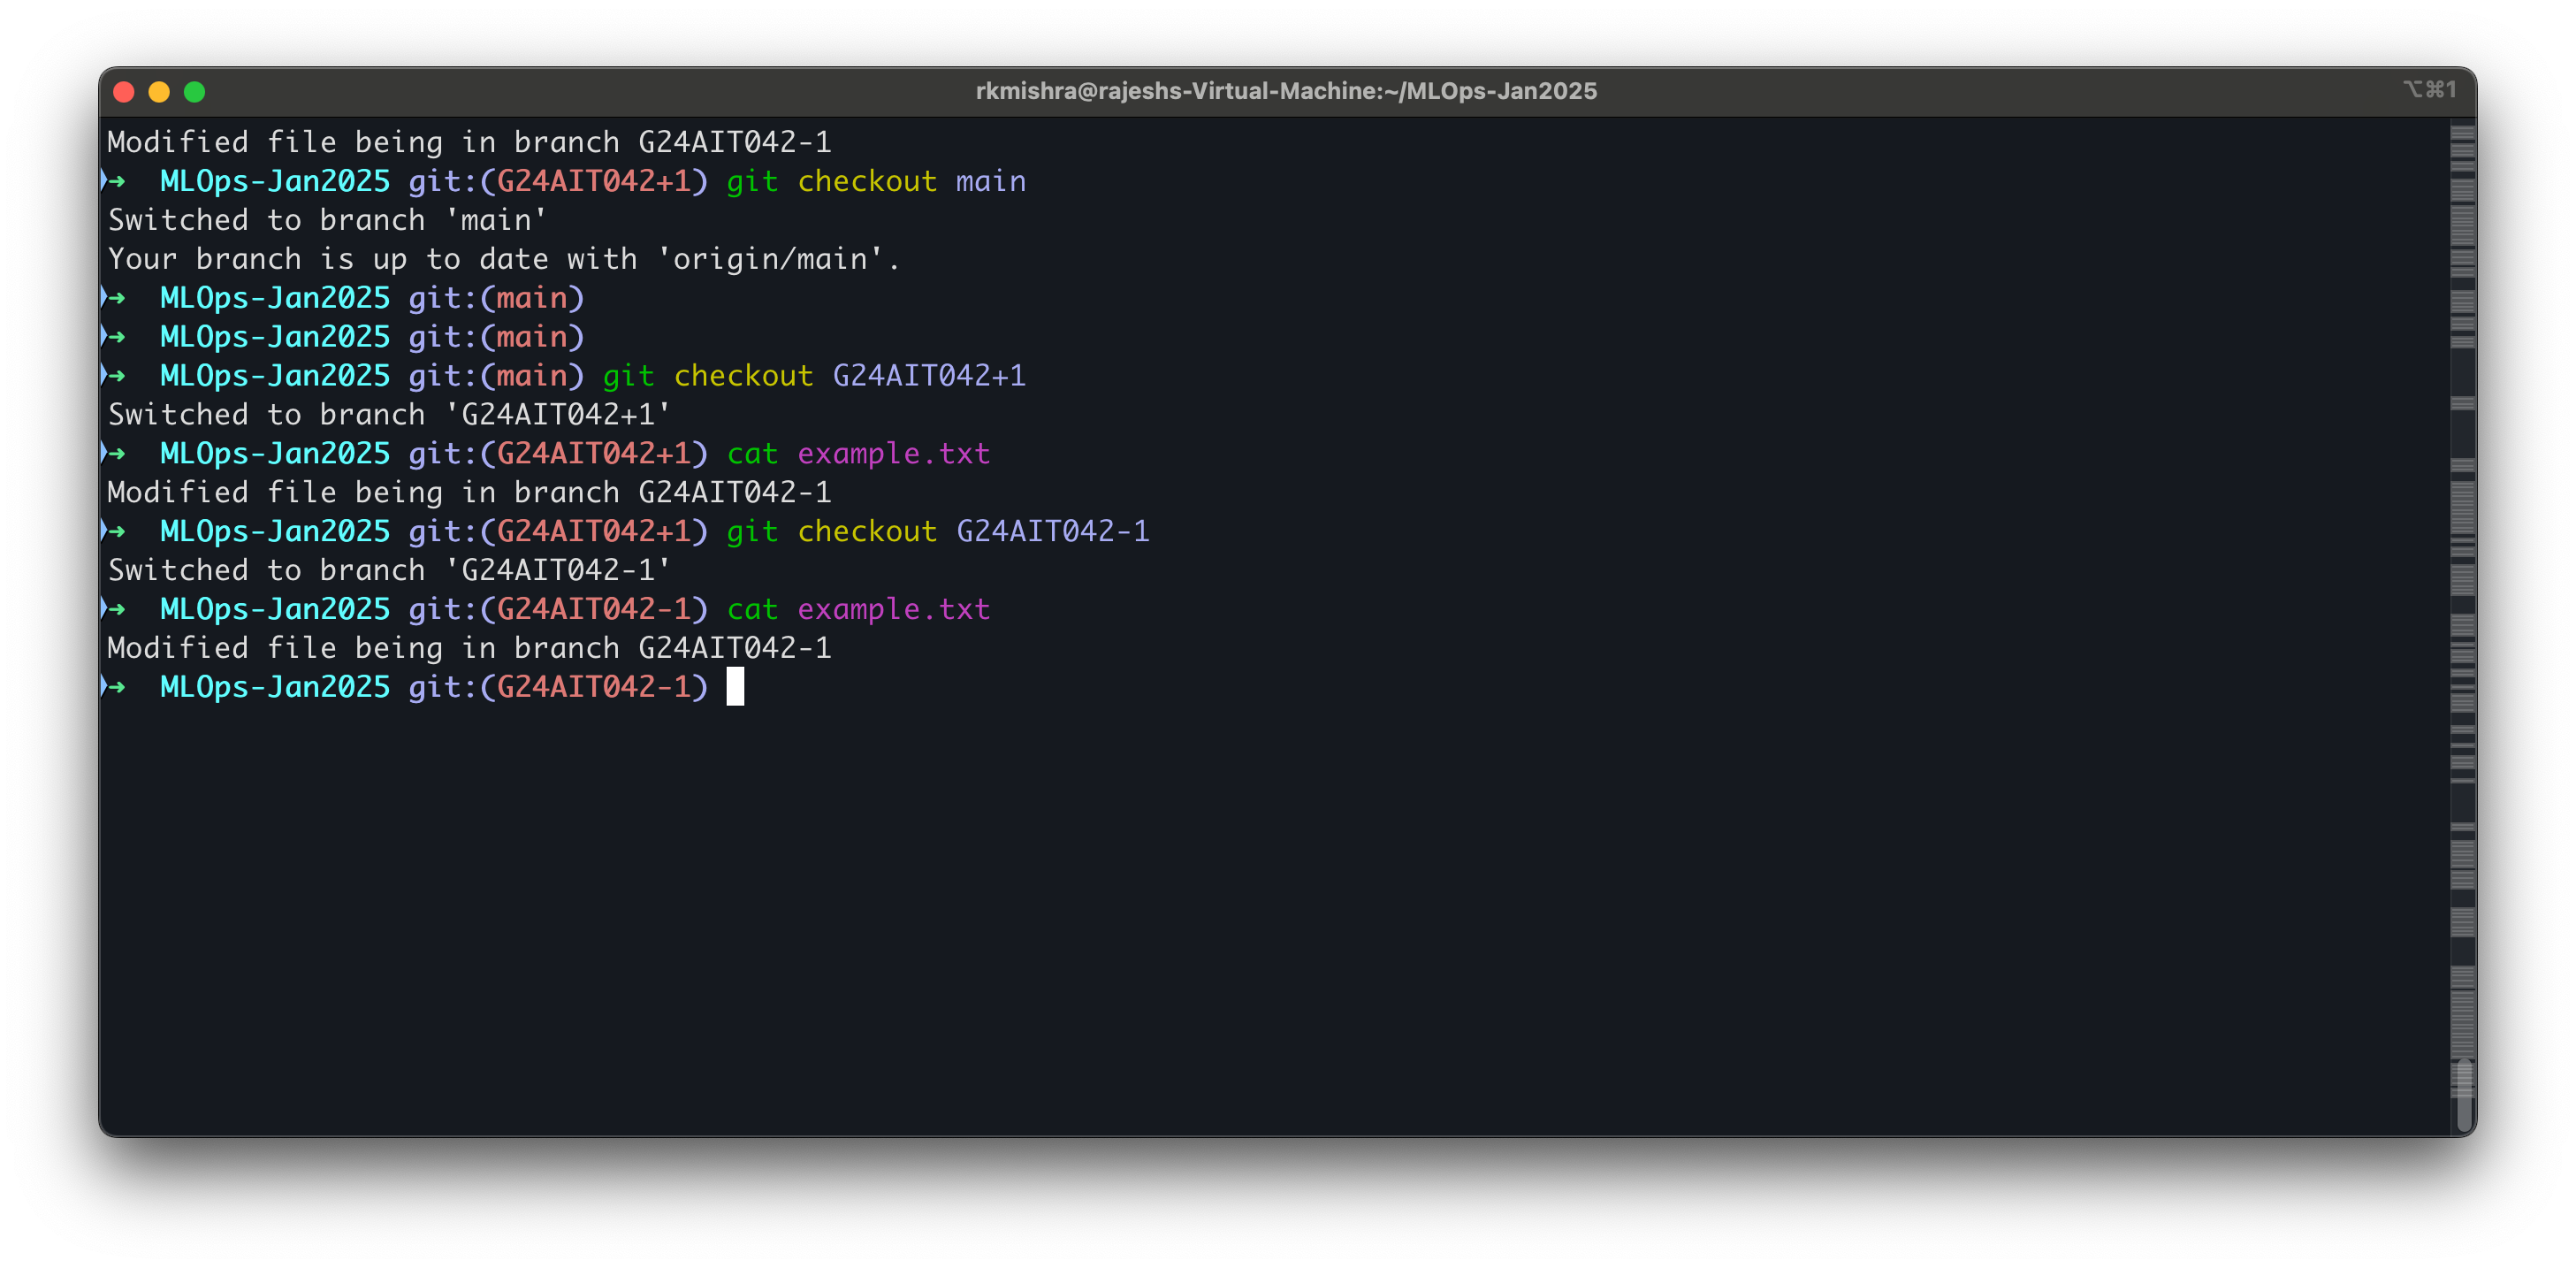 rkmishra@rajeshs-Virtual-Machine:~/MLOps-Jan2025
⌥⌘1
Modified file being in branch G24AIT042-1
➜  MLOps-Jan2025 git:(G24AIT042+1) git checkout main
Switched to branch 'main'
Your branch is up to date with 'origin/main'.
➜  MLOps-Jan2025 git:(main)
➜  MLOps-Jan2025 git:(main)
➜  MLOps-Jan2025 git:(main) git checkout G24AIT042+1
Switched to branch 'G24AIT042+1'
➜  MLOps-Jan2025 git:(G24AIT042+1) cat example.txt
Modified file being in branch G24AIT042-1
➜  MLOps-Jan2025 git:(G24AIT042+1) git checkout G24AIT042-1
Switched to branch 'G24AIT042-1'
➜  MLOps-Jan2025 git:(G24AIT042-1) cat example.txt
Modified file being in branch G24AIT042-1
➜  MLOps-Jan2025 git:(G24AIT042-1)